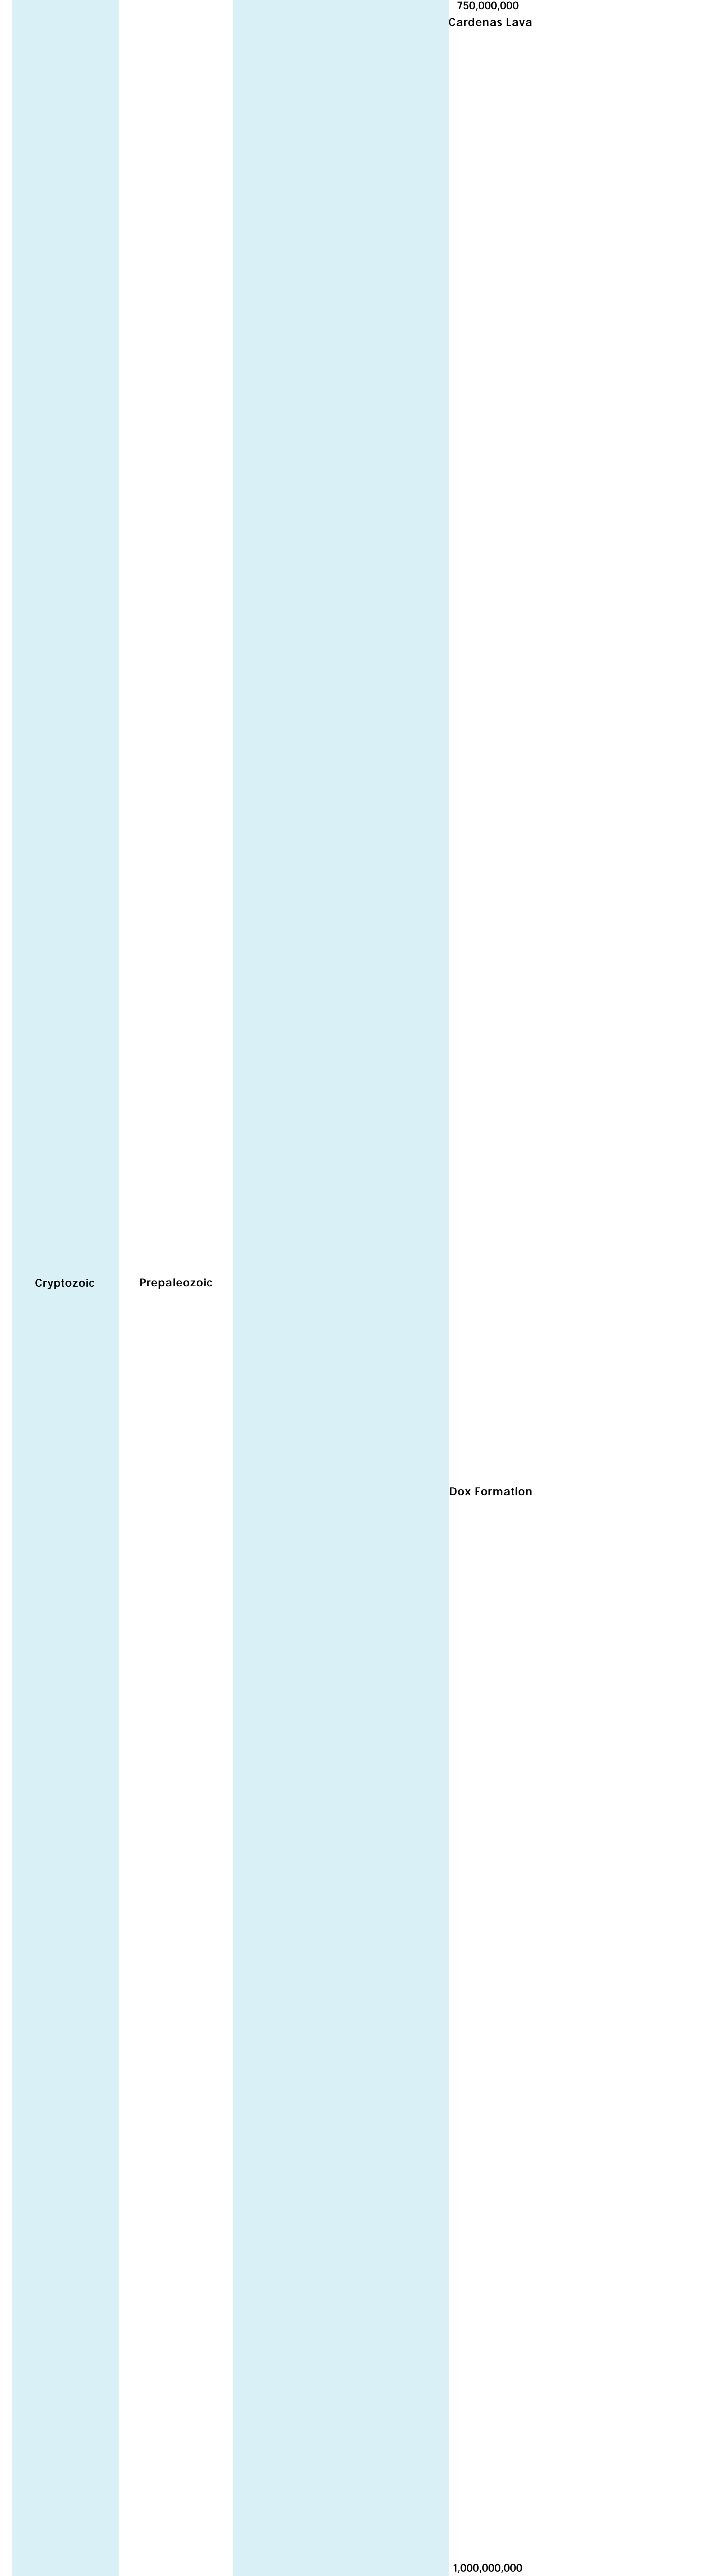 750,000,000
Cardenas Lava
Cryptozoic
Prepaleozoic
Dox Formation
1,000,000,000